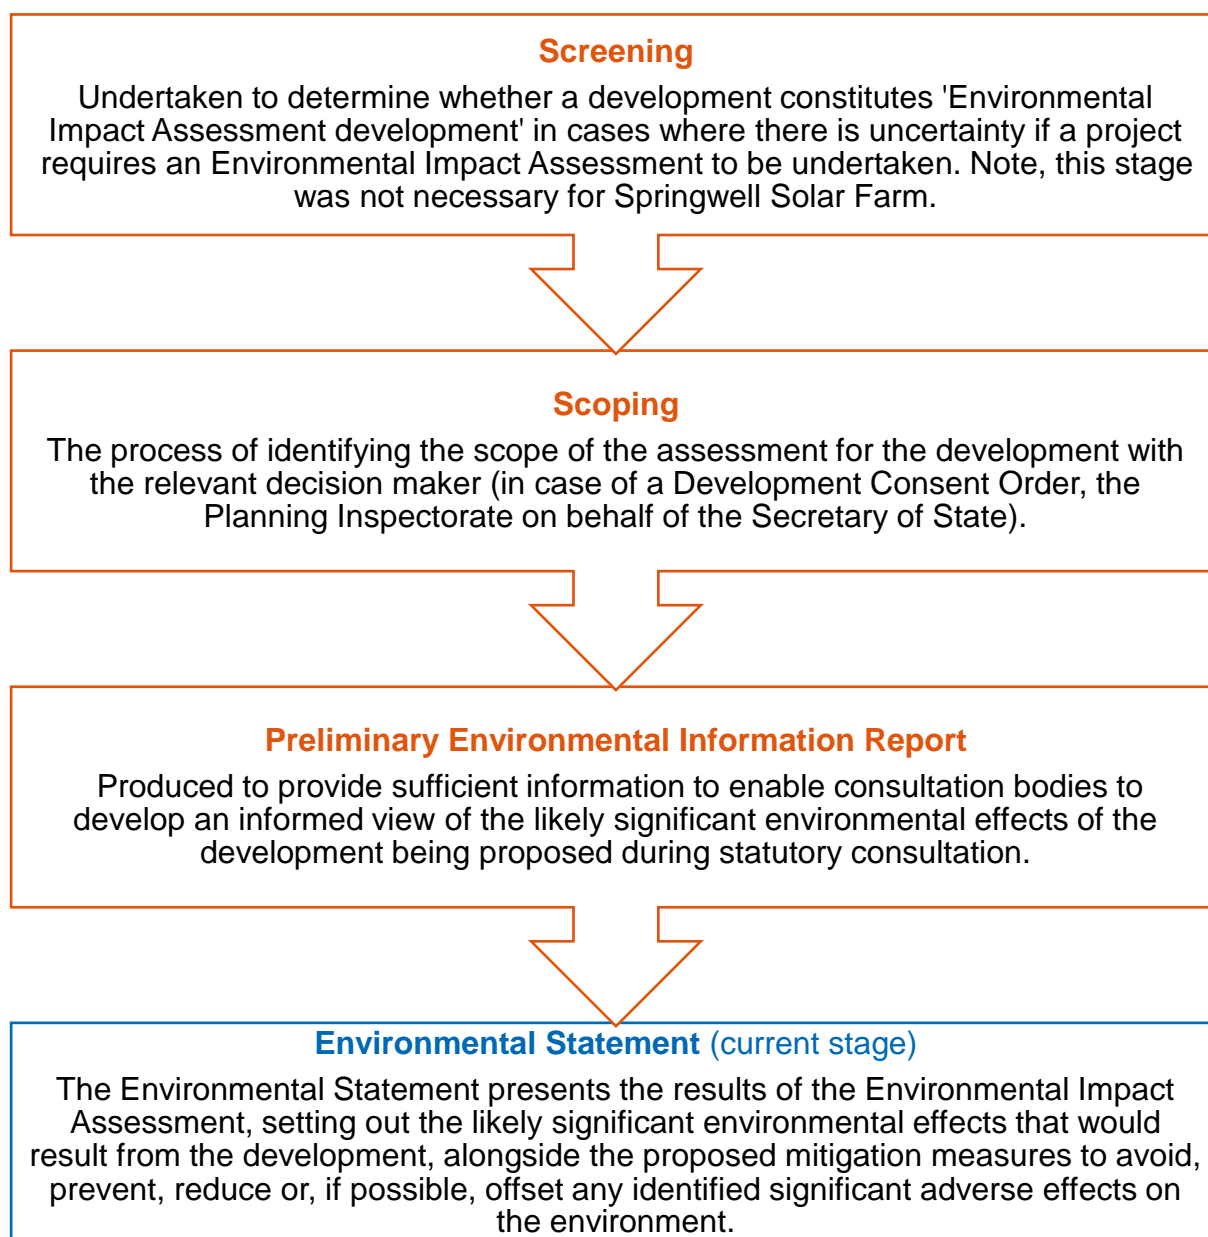 Screening
Undertaken to determine whether a development constitutes 'Environmental
Impact Assessment development' in cases where there is uncertainty if a project
requires an Environmental Impact Assessment to be undertaken. Note, this stage
was not necessary for Springwell Solar Farm.
Scoping
The process of identifying the scope of the assessment for the development with
the relevant decision maker (in case of a Development Consent Order, the
Planning Inspectorate on behalf of the Secretary of State).
Preliminary Environmental Information Report
Produced to provide sufficient information to enable consultation bodies to
develop an informed view of the likely significant environmental effects of the
development being proposed during statutory consultation.
Environmental Statement (current stage)
The Environmental Statement presents the results of the Environmental Impact
Assessment, setting out the likely significant environmental effects that would
result from the development, alongside the proposed mitigation measures to avoid,
prevent, reduce or, if possible, offset any identified significant adverse effects on
the environment.